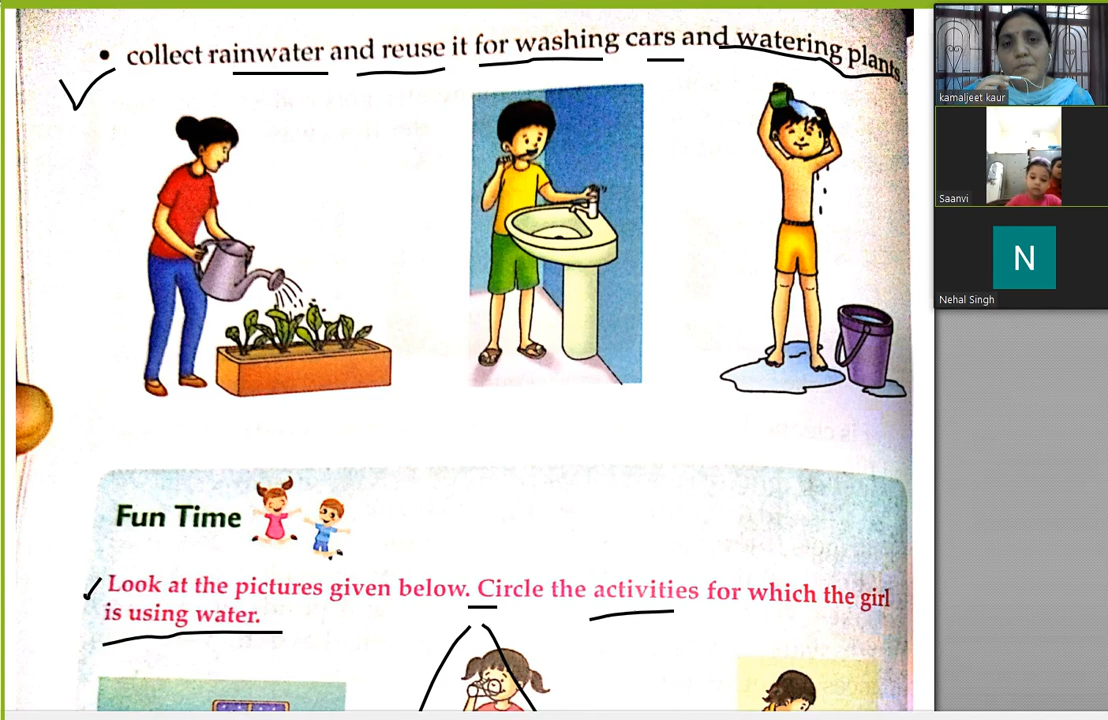 • collect rainwater and reuse it for washing cars and watering plants.
Fun Time
Look at the pictures given below. Circle the activities for which the girl
is using water.
kamaljeet kaur
Saanvi
N
Nehal Singh